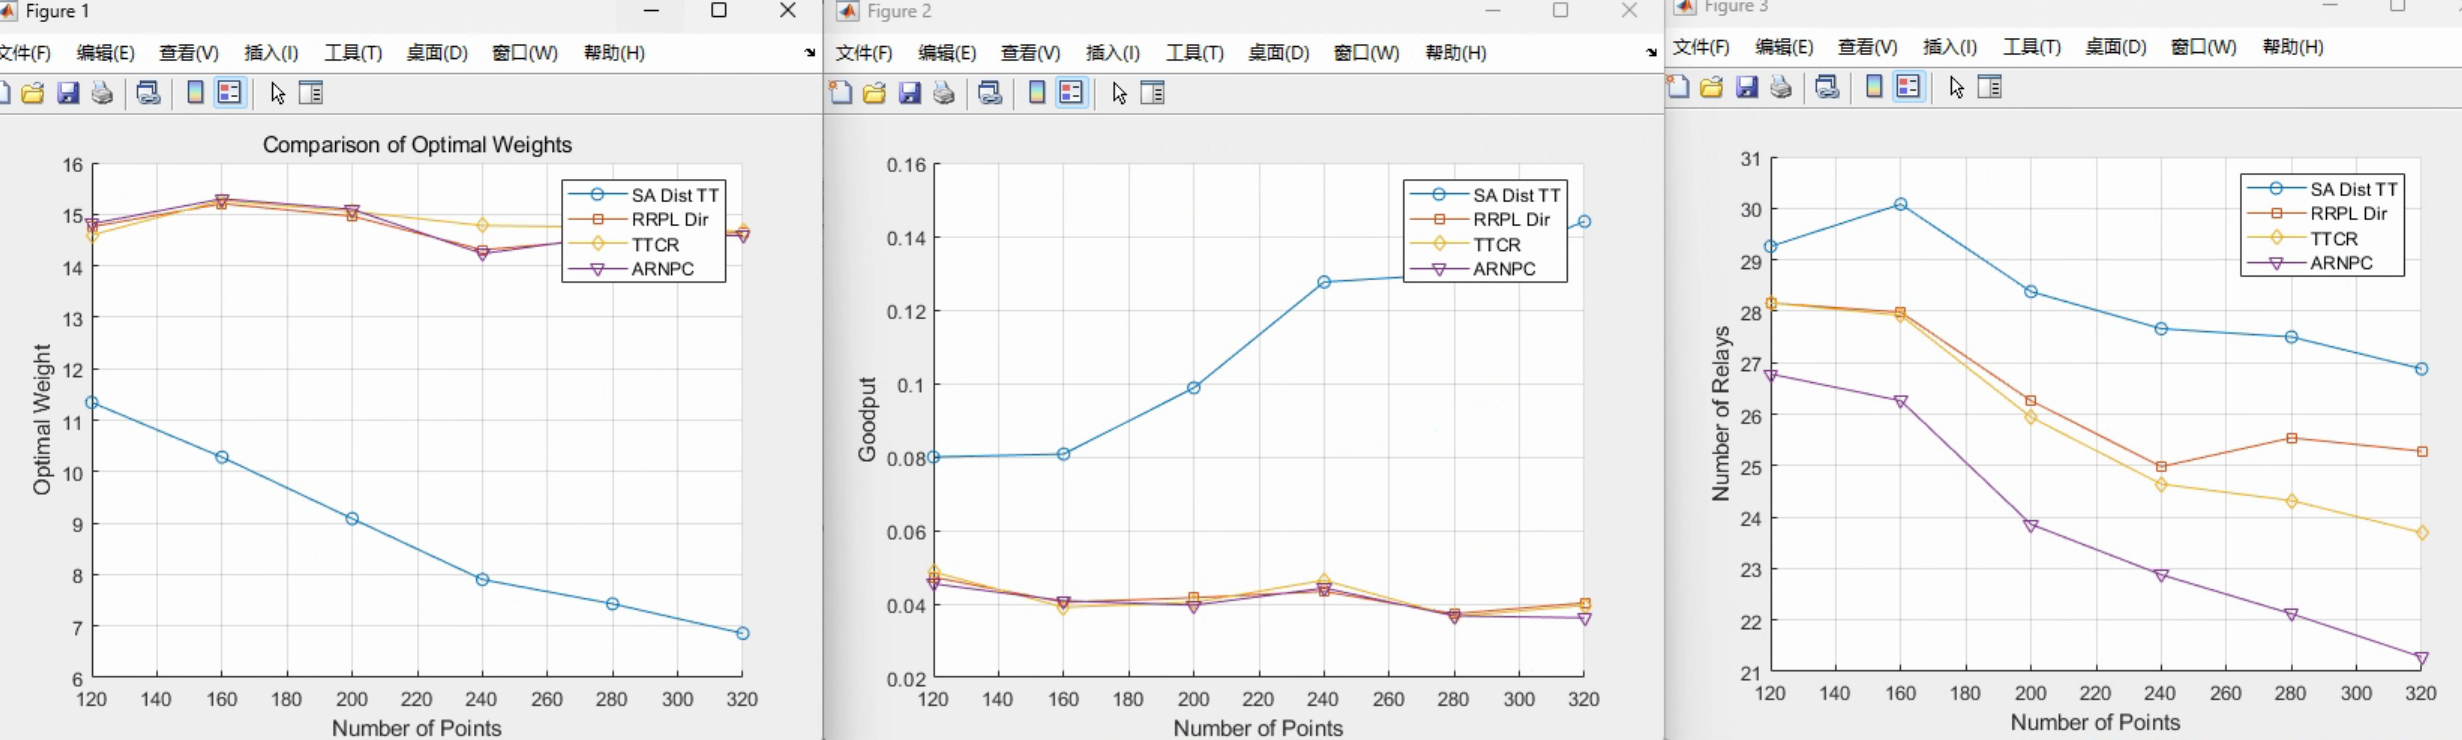 Figure 1
文件(F) 编辑(E) 查看(V) 插入(I) 工具(T) 桌面(D) 窗口(W) 帮助(H)
Comparison of Optimal Weights
16
15
14
13
12
11
10
9
8
7
6
Optimal Weight
SA Dist TT
RRPL Dir
TTCR
ARNPC
120 140 160 180 200 220 240 260 280 300 320
Number of Points
Figure 2
文件(F) 编辑(E) 查看(V) 插入(I) 工具(T) 桌面(D) 窗口(W) 帮助(H)
0.16
0.14
0.12
0.1
0.08
0.06
0.04
0.02
Goodput
SA Dist TT
RRPL Dir
TTCR
ARNPC
120 140 160 180 200 220 240 260 280 300 320
Number of Points
Figure 3
文件(F) 编辑(E) 查看(V) 插入(I) 工具(T) 桌面(D) 窗口(W) 帮助(H)
31
30
29
28
27
26
25
24
23
22
21
Number of Relays
SA Dist TT
RRPL Dir
TTCR
ARNPC
120 140 160 180 200 220 240 260 280 300 320
Number of Points